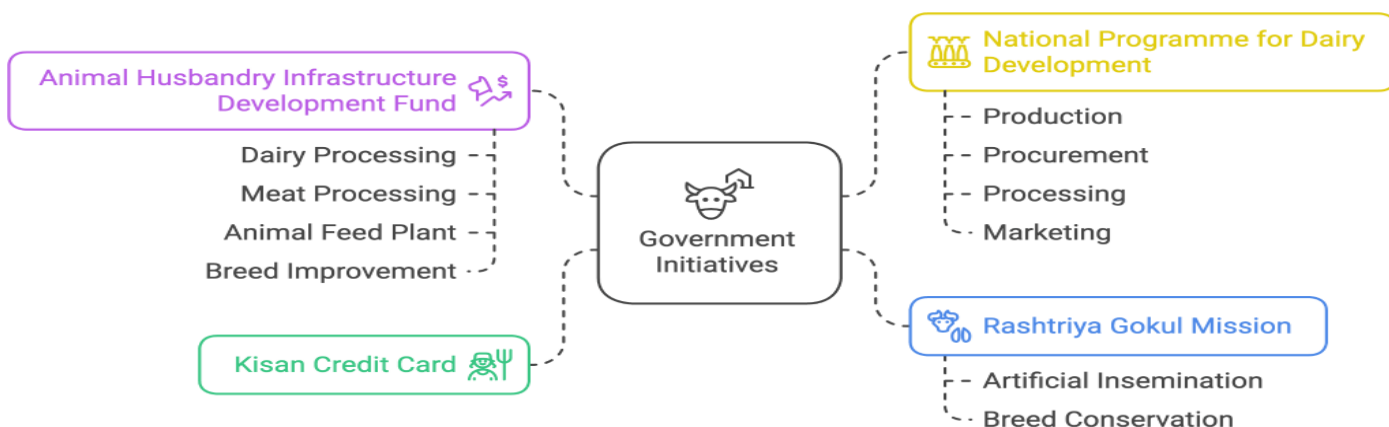 Animal Husbandry Infrastructure
Development Fund
Dairy Processing
Meat Processing
Animal Feed Plant
Breed Improvement
Kisan Credit Card
Government
Initiatives
National Programme for Dairy
Development
Production
Procurement
Processing
Marketing
Rashtriya Gokul Mission
Artificial Insemination
Breed Conservation